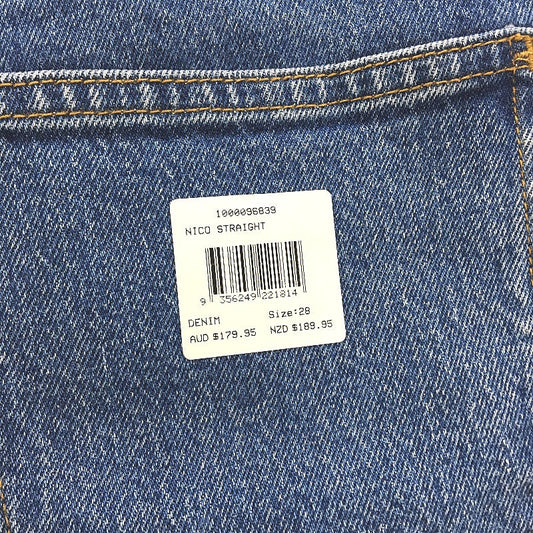 1000096839
NICO STRAIGHT
9 356249 221814
DENIM Size:28
AUD $179.95 NZD $189.95